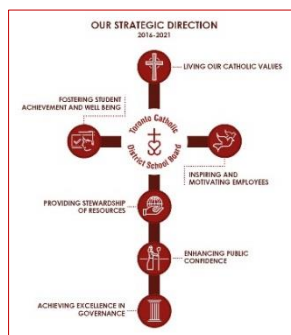 OUR STRATEGIC DIRECTION
2016-2021
LIVING OUR CATHOLIC VALUES
FOSTERING STUDENT
ACHIEVEMENT AND WELL BEING
Toronto Catholic
District School Board
INSPIRING AND
MOTIVATING EMPLOYEES
PROVIDING STEWARDSHIP
OF RESOURCES
ENHANCING PUBLIC
CONFIDENCE
ACHIEVING EXCELLENCE IN
GOVERNANCE